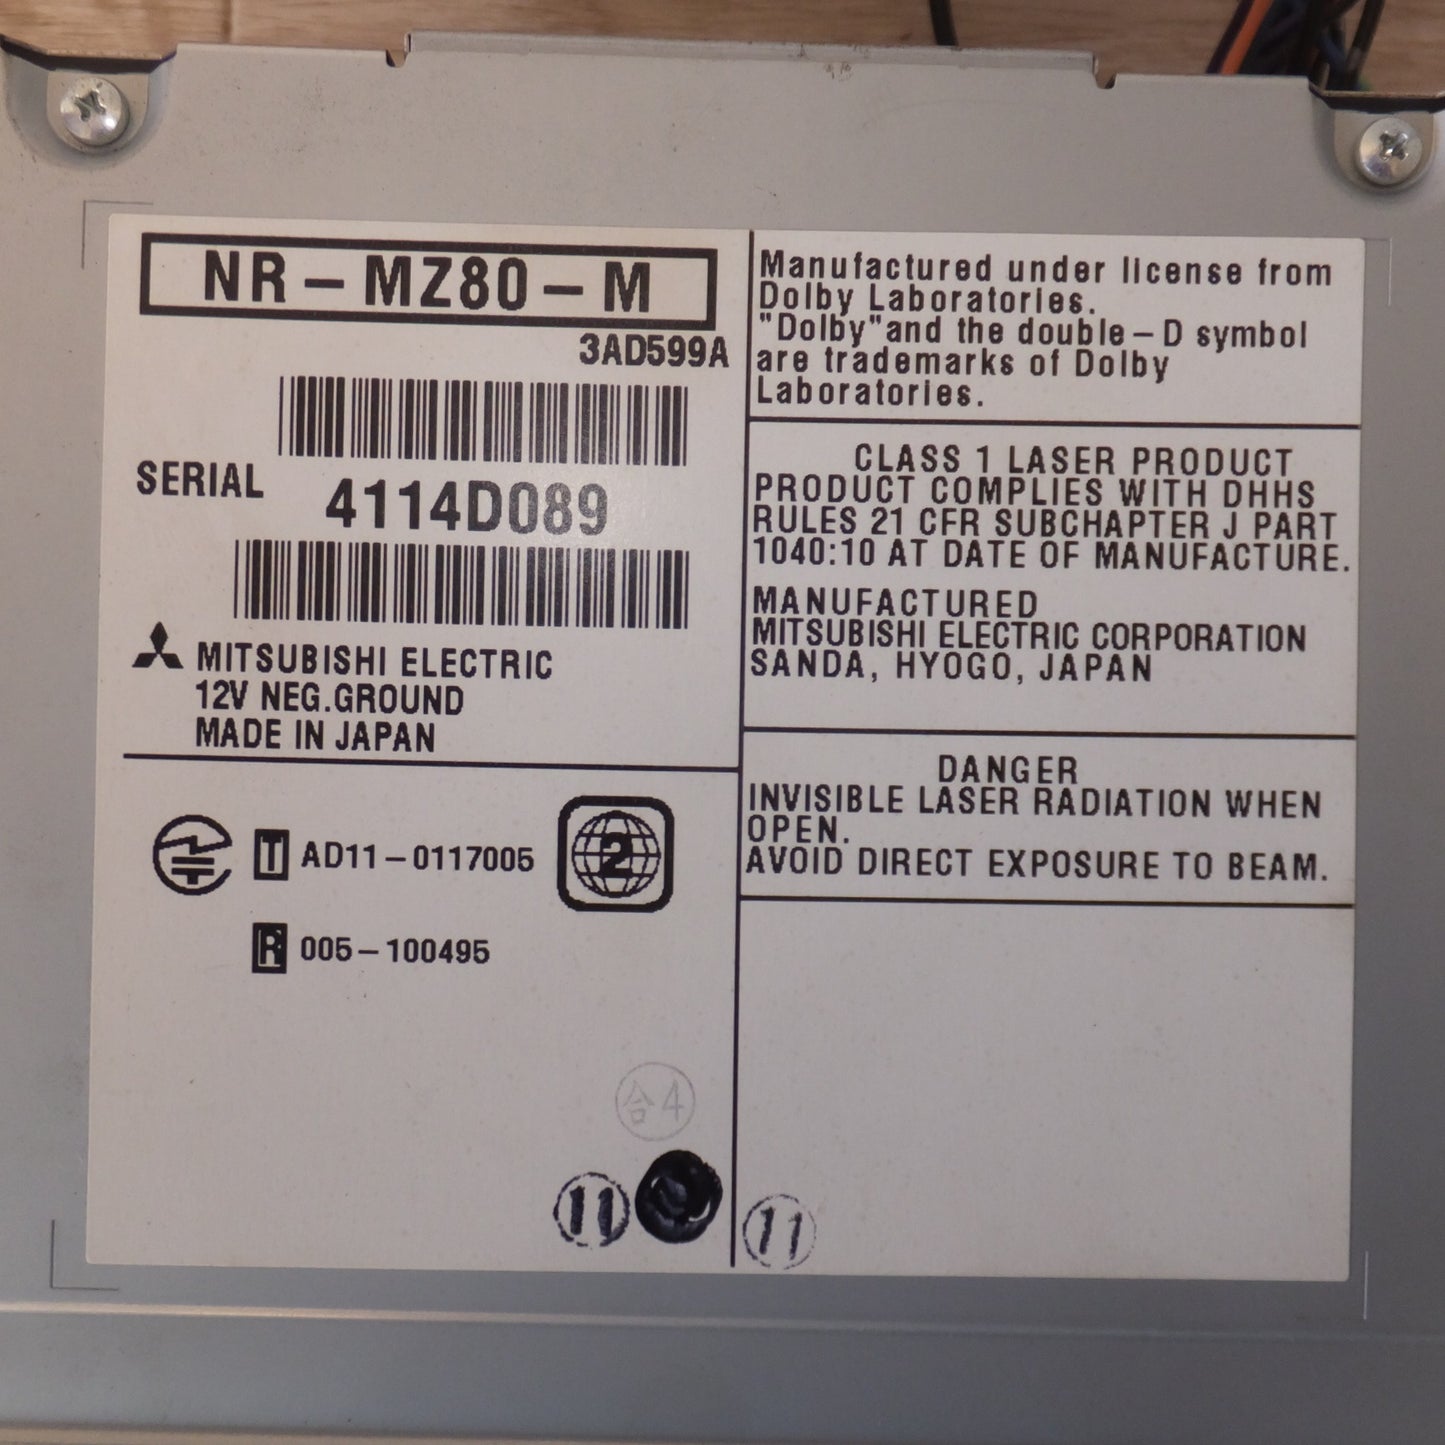 NR-MZ80-M
3AD599A
SERIAL 4114D089
MITSUBISHI ELECTRIC
12V NEG.GROUND
MADE IN JAPAN
T AD11-0117005
2
R 005-100495
合4
11
Manufactured under license from
Dolby Laboratories.
"Dolby"and the double-D symbol
are trademarks of Dolby
Laboratories.
CLASS 1 LASER PRODUCT
PRODUCT COMPLIES WITH DHHS
RULES 21 CFR SUBCHAPTER J PART
1040:10 AT DATE OF MANUFACTURE.
MANUFACTURED
MITSUBISHI ELECTRIC CORPORATION
SANDA, HYOGO, JAPAN
DANGER
INVISIBLE LASER RADIATION WHEN
OPEN.
AVOID DIRECT EXPOSURE TO BEAM.
11